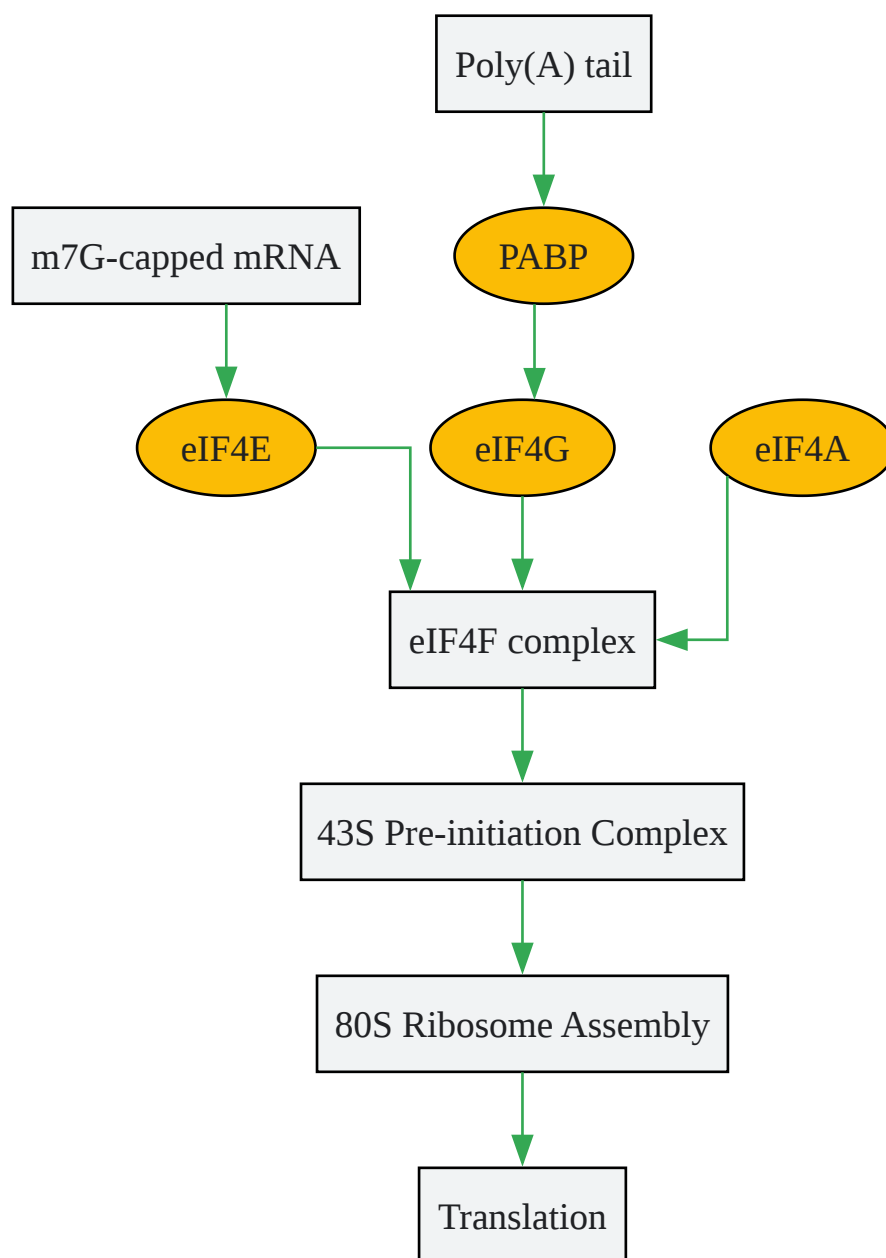 Poly(A) tail
m7G-capped mRNA
PABP
eIF4E
eIF4G
eIF4A
eIF4F complex
43S Pre-initiation Complex
80S Ribosome Assembly
Translation